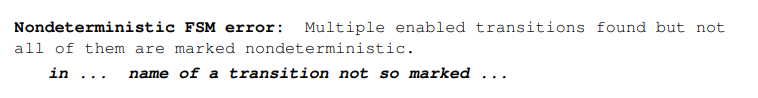 Nondeterministic FSM error: Multiple enabled transitions found but not
all of them are marked nondeterministic.
in ... name of a transition not so marked ...